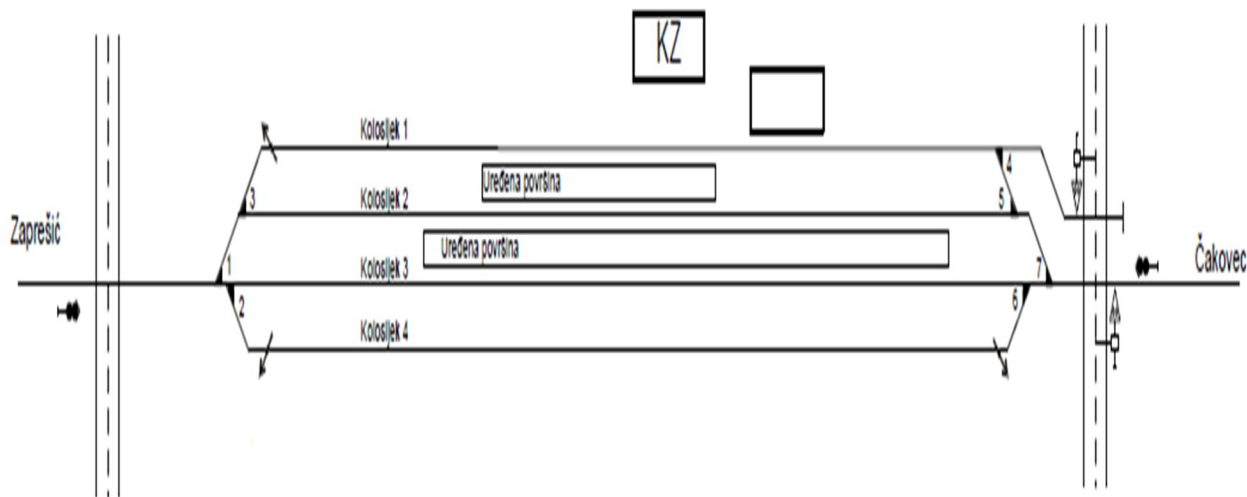 KZ
Kolosijek 1
4
Uređena površina
3
Kolosijek 2
5
Zaprešić
Uređena površina
Čakovec
1
Kolosijek 3
7
2
6
Kolosijek 4